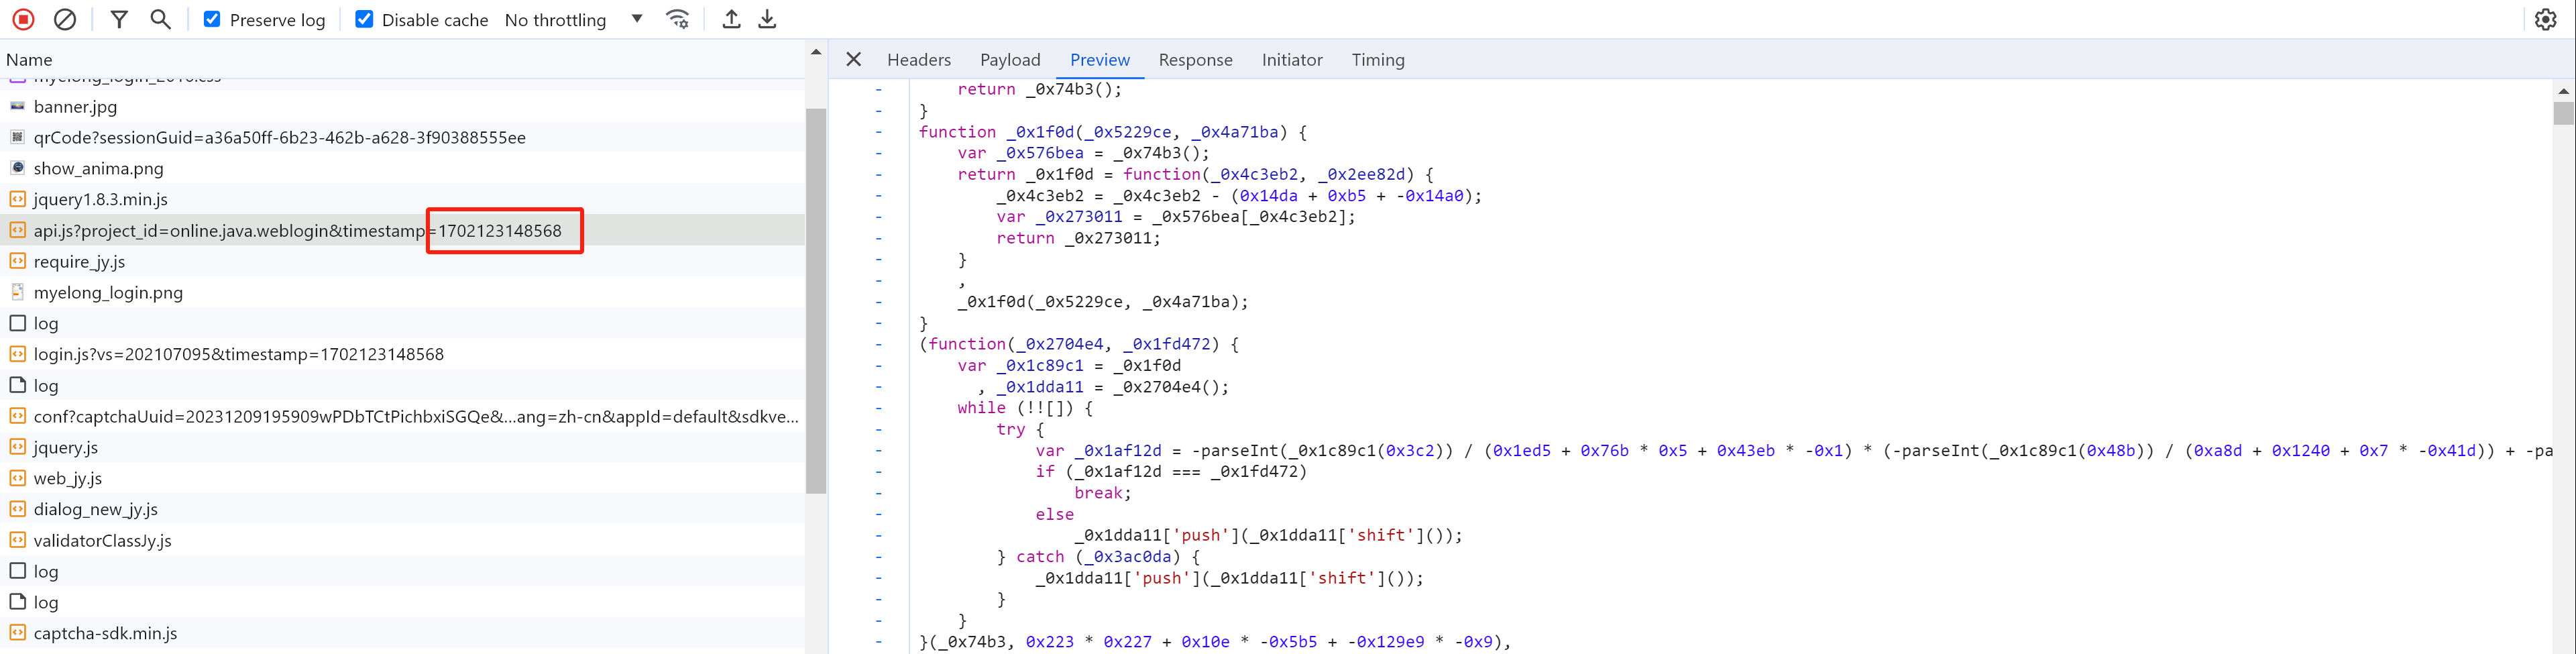 Preserve log Disable cache No throttling
Name
myelong_login_2016.css
banner.jpg
qrCode?sessionGuid=a36a50ff-6b23-462b-a628-3f90388555ee
show_anima.png
jquery1.8.3.min.js
api.js?project_id=online.java.weblogin&timestamp=1702123148568
require_jy.js
myelong_login.png
log
login.js?vs=202107095&timestamp=1702123148568
log
conf?captchaUuid=20231209195909wPDbTCtPichbxiSGQe&...ang=zh-cn&appId=default&sdkve...
jquery.js
web_jy.js
dialog_new_jy.js
validatorClassJy.js
log
log
captcha-sdk.min.js
Headers Payload Preview Response Initiator Timing
- return _0x74b3();
- }
- function _0x1f0d(_0x5229ce, _0x4a71ba) {
- var _0x576bea = _0x74b3();
- return _0x1f0d = function(_0x4c3eb2, _0x2ee82d) {
- _0x4c3eb2 = _0x4c3eb2 - (0x14da + 0xb5 + -0x14a0);
- var _0x273011 = _0x576bea[_0x4c3eb2];
- return _0x273011;
- }
- ,
- _0x1f0d(_0x5229ce, _0x4a71ba);
- }
- (function(_0x2704e4, _0x1fd472) {
- var _0x1c89c1 = _0x1f0d
- , _0x1dda11 = _0x2704e4();
- while (!![]) {
- try {
- var _0x1af12d = -parseInt(_0x1c89c1(0x3c2)) / (0x1ed5 + 0x76b * 0x5 + 0x43eb * -0x1) * (-parseInt(_0x1c89c1(0x48b)) / (0xa8d + 0x1240 + 0x7 * -0x41d)) + -pa
- if (_0x1af12d === _0x1fd472)
- break;
- else
- _0x1dda11['push'](_0x1dda11['shift']());
- } catch (_0x3ac0da) {
- _0x1dda11['push'](_0x1dda11['shift']());
- }
- }
- }(_0x74b3, 0x223 * 0x227 + 0x10e * -0x5b5 + -0x129e9 * -0x9),